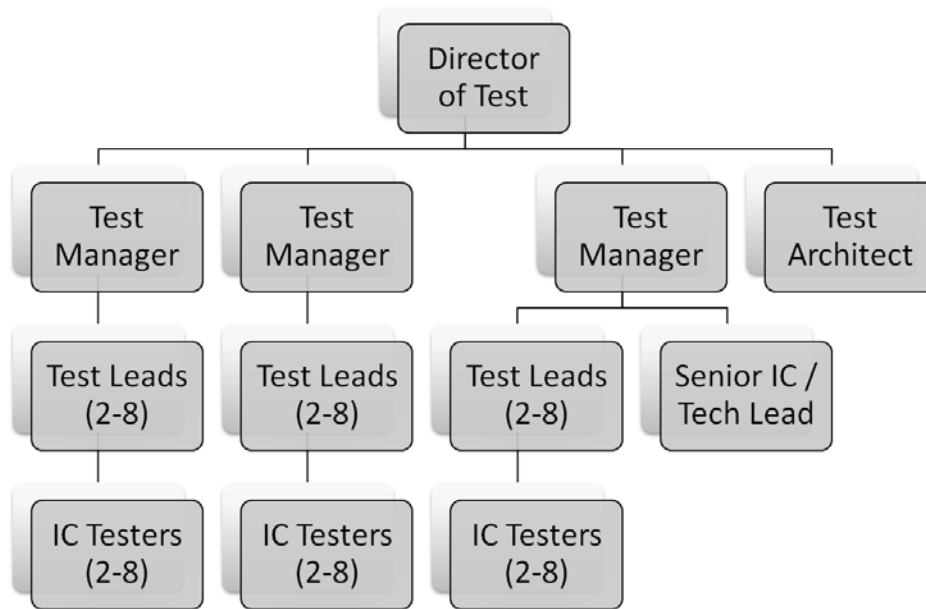 Director
of Test
Test
Manager
Test
Manager
Test
Manager
Test
Architect
Test Leads
(2-8)
Test Leads
(2-8)
Test Leads
(2-8)
Senior IC /
Tech Lead
IC Testers
(2-8)
IC Testers
(2-8)
IC Testers
(2-8)